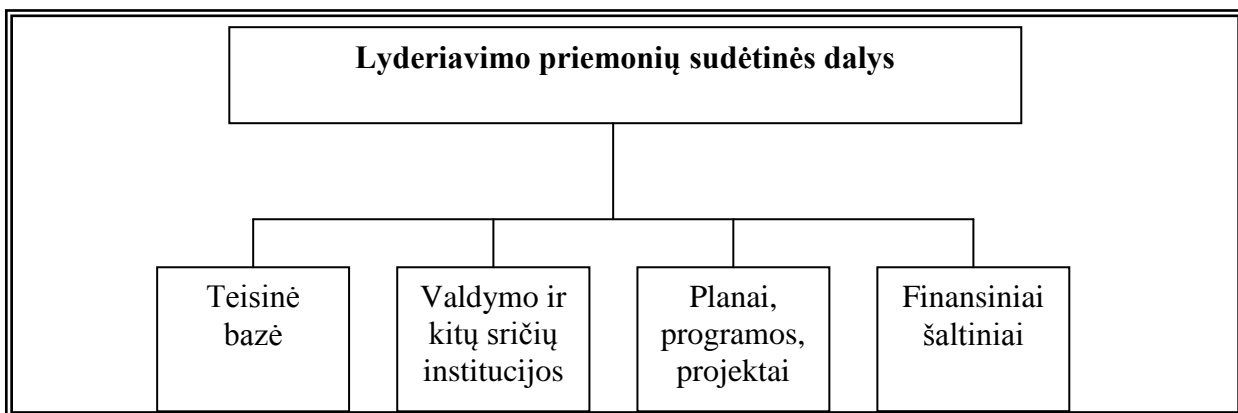 Lyderiavimo priemonių sudėtinės dalys
Teisinė
bazė
Valdymo ir
kitų sričių
institucijos
Planai,
programos,
projektai
Finansiniai
šaltiniai